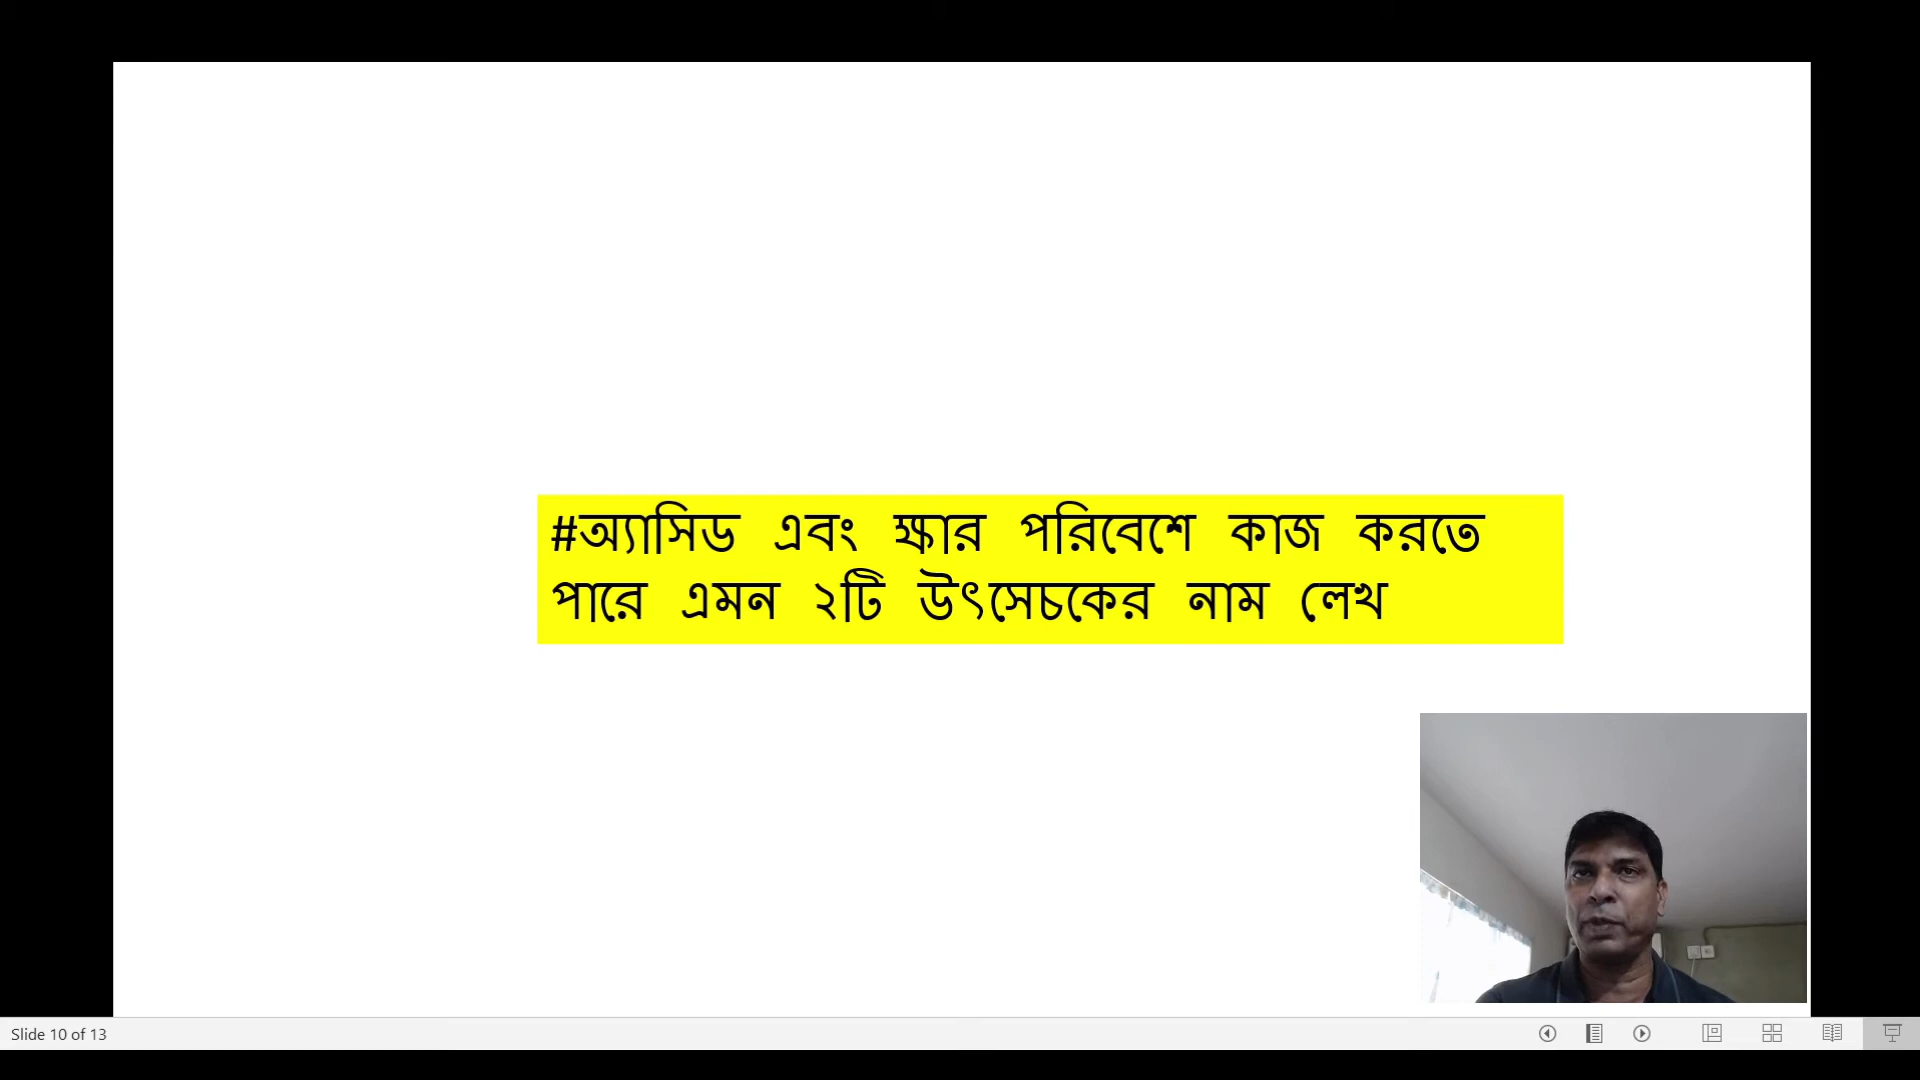 #অ্যাসিড এবং ক্ষার পরিবেশে কাজ করতে
পারে এমন ২টি উৎসেচকের নাম লেখ
Slide 10 of 13